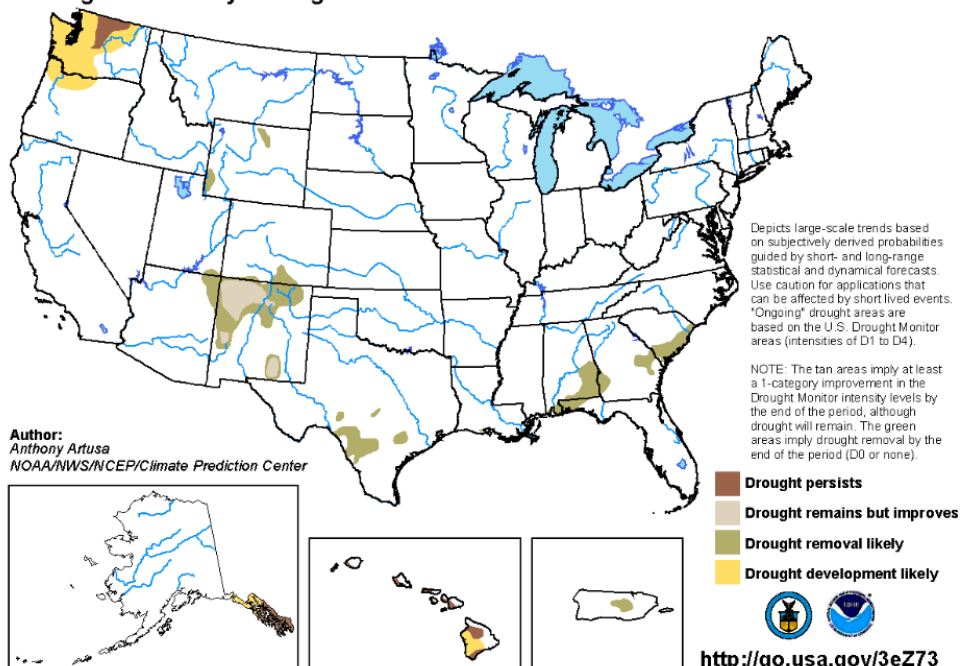 Depicts large-scale trends based
on subjectively derived probabilities
guided by short- and long-range
statistical and dynamical forecasts.
Use caution for applications that
can be affected by short lived events.
"Ongoing" drought areas are
based on the U.S. Drought Monitor
areas (intensities of D1 to D4).
NOTE: The tan areas imply at least
a 1-category improvement in the
Drought Monitor intensity levels by
the end of the period, although
drought will remain. The green
areas imply drought removal by the
end of the period (D0 or none).
Author:
Anthony Artusa
NOAA/NWS/NCEP/Climate Prediction Center
Drought persists
Drought remains but improves
Drought removal likely
Drought development likely
http://go.usa.gov/3eZ73